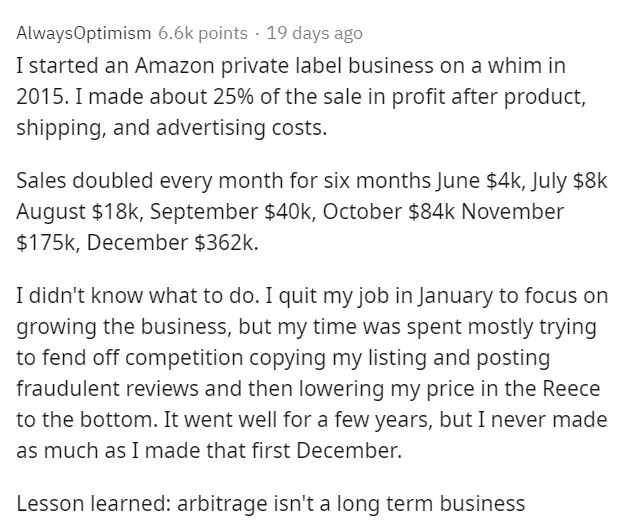 AlwaysOptimism 6.6k points · 19 days ago
I started an Amazon private label business on a whim in
2015. I made about 25% of the sale in profit after product,
shipping, and advertising costs.
Sales doubled every month for six months June $4k, July $8k
August $18k, September $40k, October $84k November
$175k, December $362k.
I didn't know what to do. I quit my job in January to focus on
growing the business, but my time was spent mostly trying
to fend off competition copying my listing and posting
fraudulent reviews and then lowering my price in the Reece
to the bottom. It went well for a few years, but I never made
as much as I made that first December.
Lesson learned: arbitrage isn't a long term business